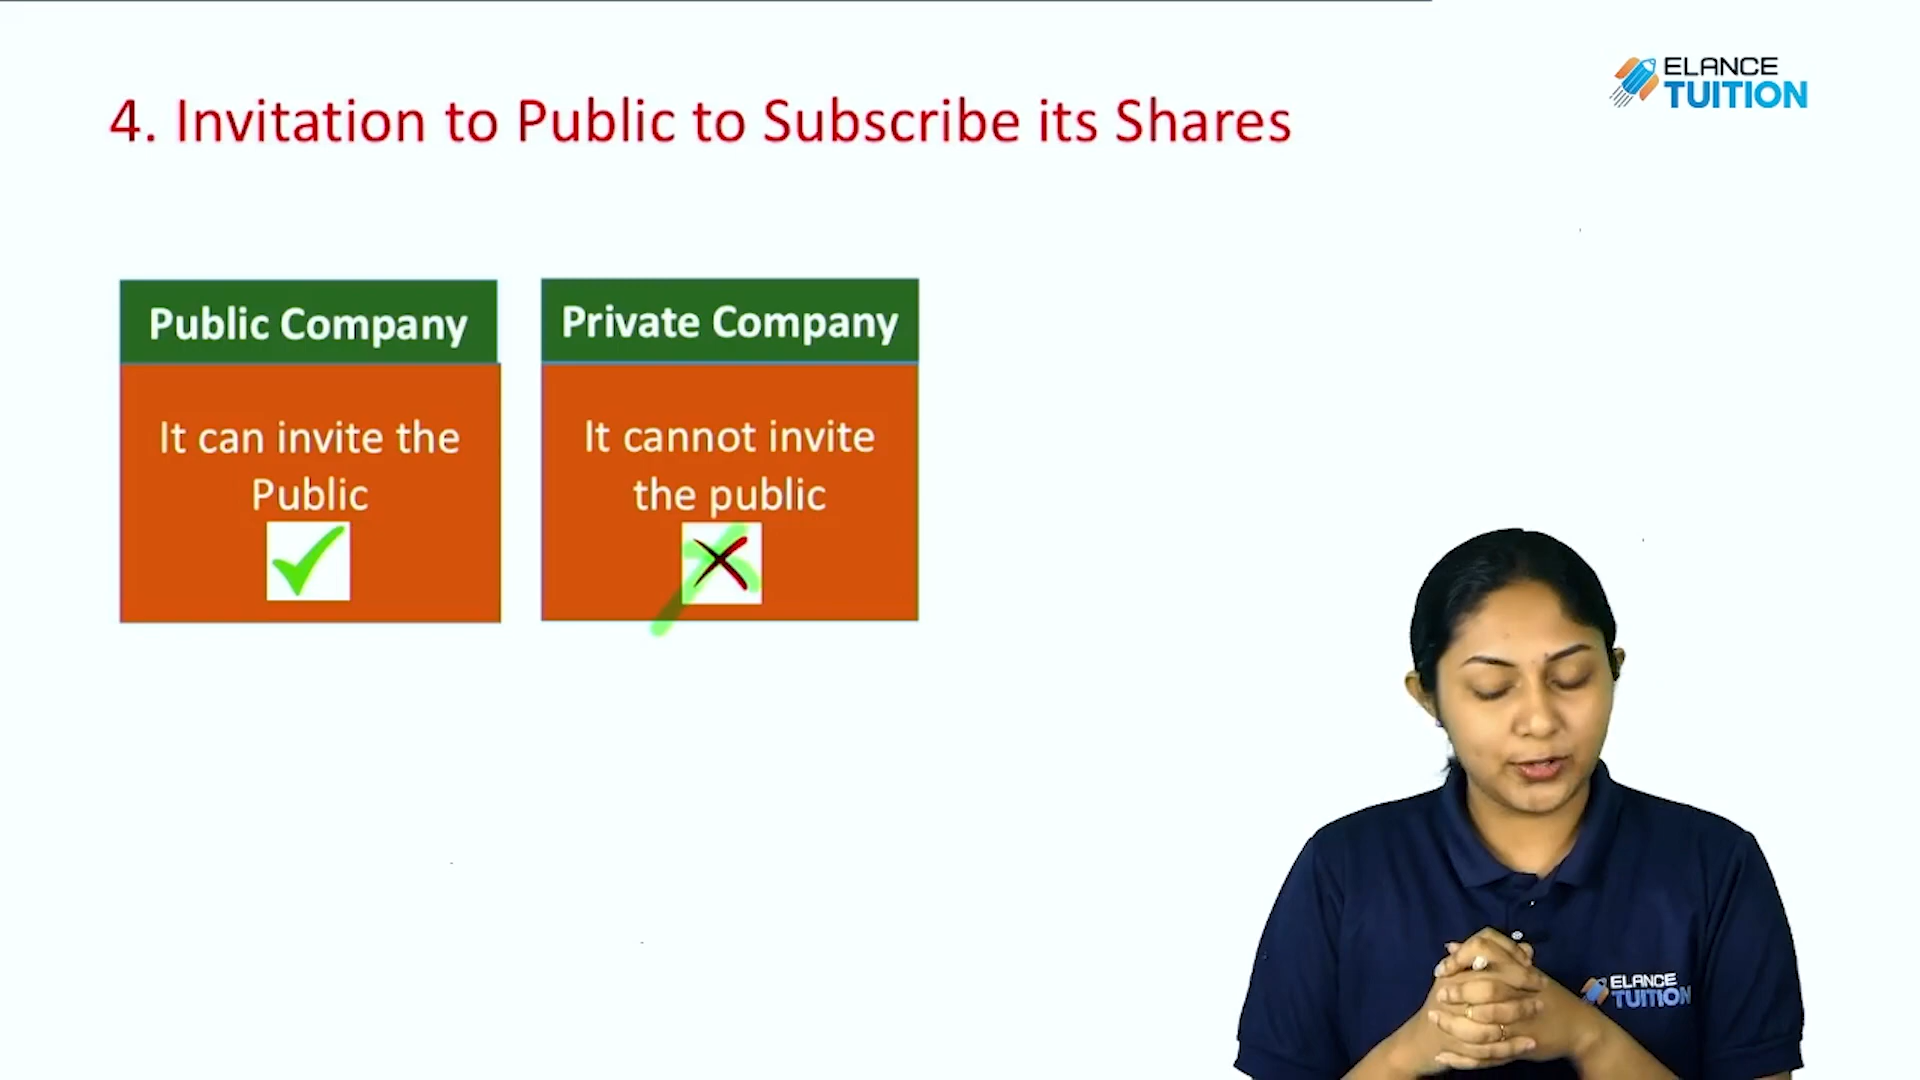 ELANCE
TUITION
4. Invitation to Public to Subscribe its Shares
Public Company
It can invite the
Public
Private Company
It cannot invite
the public
ELANCE
TUITION